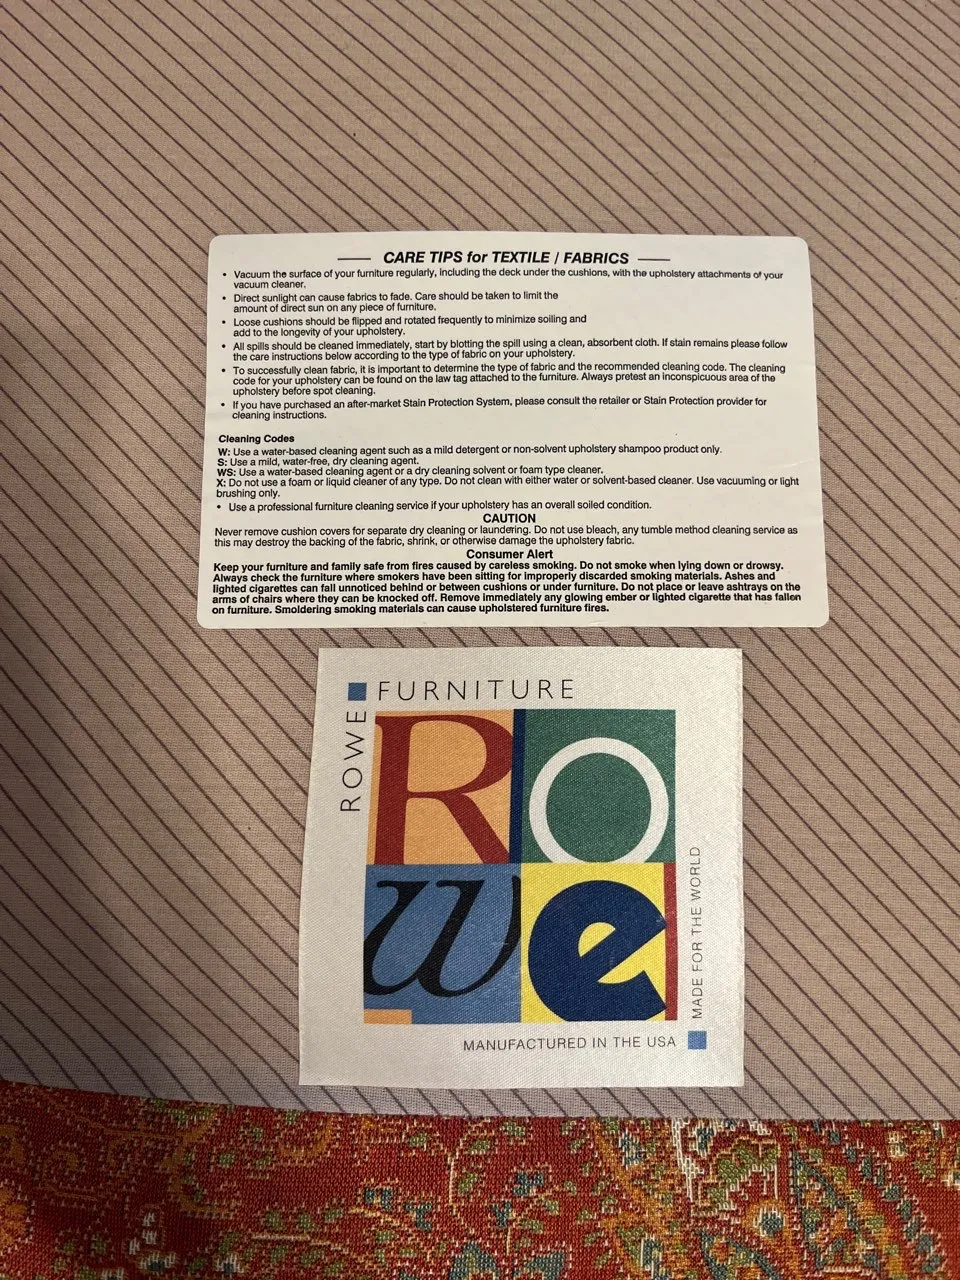 CARE TIPS for TEXTILE / FABRICS
• Vacuum the surface of your furniture regularly, including the deck under the cushions, with the upholstery attachments of your
vacuum cleaner.
• Direct sunlight can cause fabrics to fade. Care should be taken to limit the
amount of direct sun on any piece of furniture.
• Loose cushions should be flipped and rotated frequently to minimize soiling and
add to the longevity of your upholstery.
• All spills should be cleaned immediately, start by blotting the spill using a clean, absorbent cloth. If stain remains please follow
the care instructions below according to the type of fabric on your upholstery.
• To successfully clean fabric, it is important to determine the type of fabric and the recommended cleaning code. The cleaning
code for your upholstery can be found on the law tag attached to the furniture. Always pretest an inconspicuous area of the
upholstery before spot cleaning.
• If you have purchased an after-market Stain Protection System, please consult the retailer or Stain Protection provider for
cleaning instructions.
Cleaning Codes
W: Use a water-based cleaning agent such as a mild detergent or non-solvent upholstery shampoo product only.
S: Use a mild, water-free, dry cleaning agent.
WS: Use a water-based cleaning agent or a dry cleaning solvent or foam type cleaner.
X: Do not use a foam or liquid cleaner of any type. Do not clean with either water or solvent-based cleaner. Use vacuuming or light
brushing only.
• Use a professional furniture cleaning service if your upholstery has an overall soiled condition.
CAUTION
Never remove cushion covers for separate dry cleaning or laundering. Do not use bleach, any tumble method cleaning service as
this may destroy the backing of the fabric, shrink, or otherwise damage the upholstery fabric.
Consumer Alert
Keep your furniture and family safe from fires caused by careless smoking. Do not smoke when lying down or drowsy.
Always check the furniture where smokers have been sitting for improperly discarded smoking materials. Ashes and
lighted cigarettes can fall unnoticed behind or between cushions or under furniture. Do not place or leave ashtrays on the
arms of chairs where they can be knocked off. Remove immediately any glowing ember or lighted cigarette that has fallen
on furniture. Smoldering smoking materials can cause upholstered furniture fires.
ROWE
FURNITURE
Ro
we
MADE FOR THE WORLD
MANUFACTURED IN THE USA